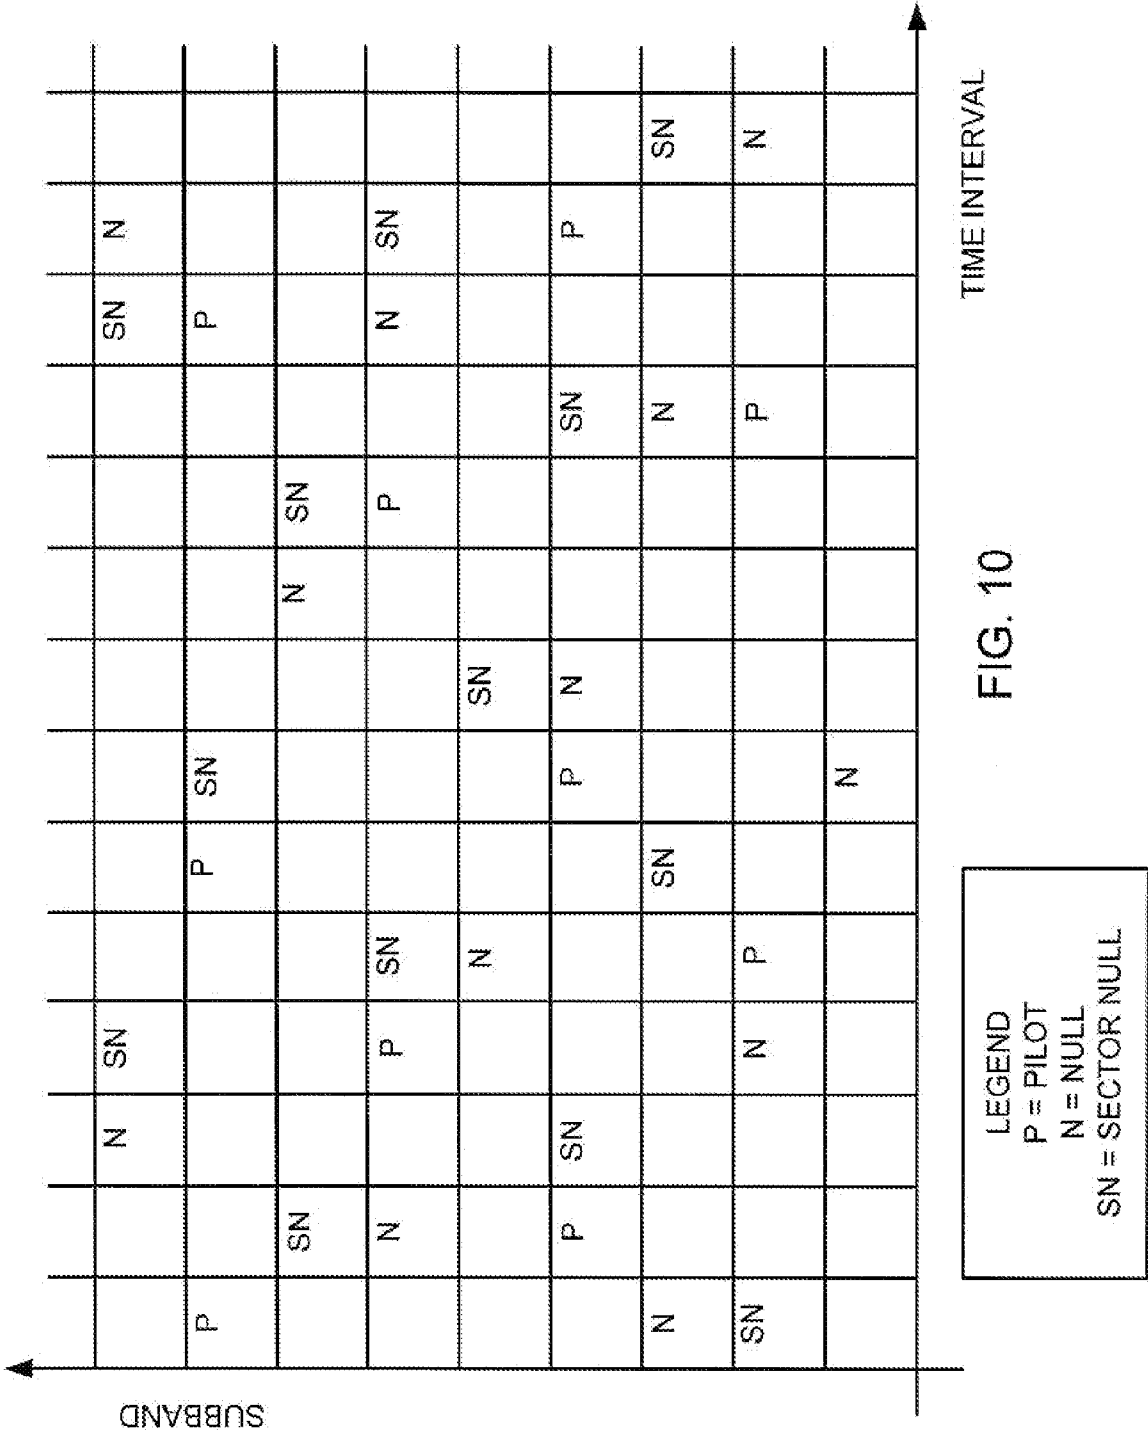 SUBBAND
N SN SN N
P P SN P
SN N SN
N P SN P N SN
N SN
P SN P N SN P
N SN N SN
SN N P P N
N
TIME INTERVAL
LEGEND
P = PILOT
N = NULL
SN = SECTOR NULL
FIG. 10